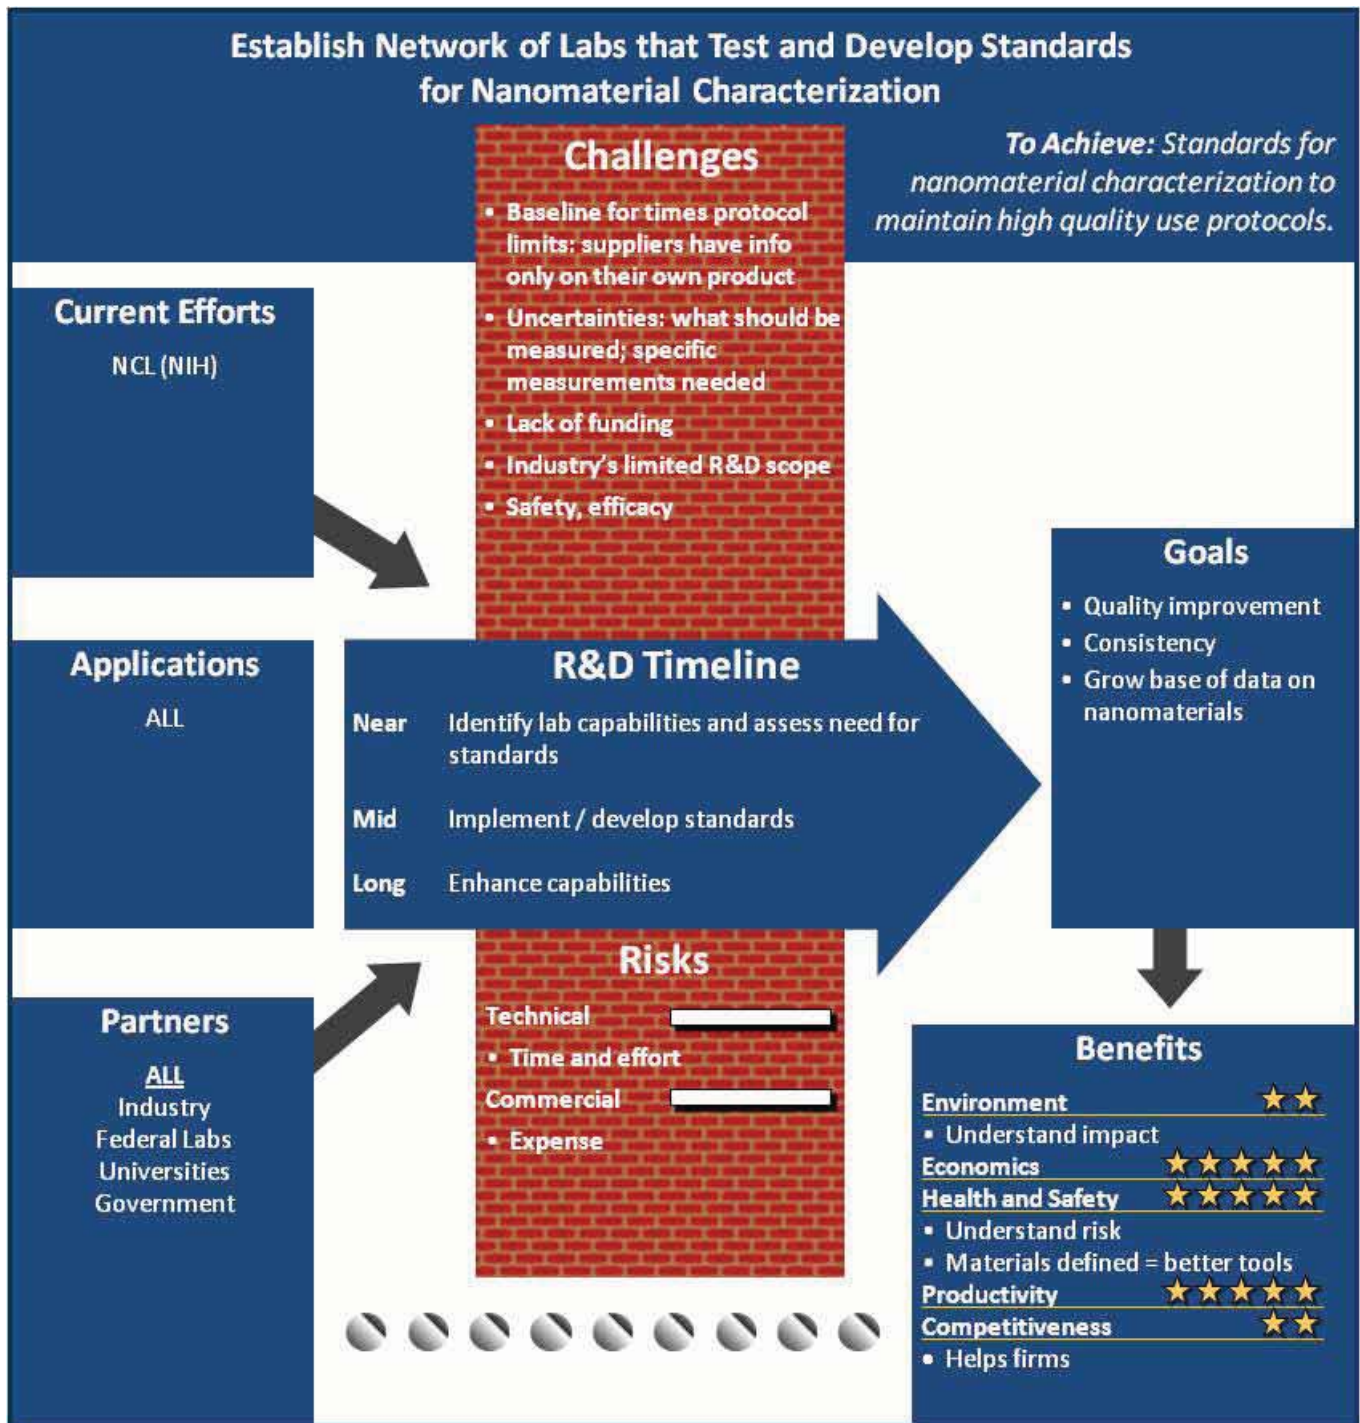 Establish Network of Labs that Test and Develop Standards
for Nanomaterial Characterization
To Achieve: Standards for
nanomaterial characterization to
maintain high quality use protocols.
Challenges
▪ Baseline for times protocol
limits: suppliers have info
only on their own product
▪ Uncertainties: what should be
measured; specific
measurements needed
▪ Lack of funding
▪ Industry's limited R&D scope
▪ Safety, efficacy
Current Efforts
NCL (NIH)
Applications
ALL
Partners
ALL
Industry
Federal Labs
Universities
Government
R&D Timeline
Near Identify lab capabilities and assess need for
standards
Mid Implement / develop standards
Long Enhance capabilities
Risks
Technical
▪ Time and effort
Commercial
▪ Expense
Goals
▪ Quality improvement
▪ Consistency
▪ Grow base of data on
nanomaterials
Benefits
Environment ★★
▪ Understand impact
Economics ★★★★★
Health and Safety ★★★★★
▪ Understand risk
▪ Materials defined = better tools
Productivity ★★★★★
Competitiveness ★★
• Helps firms